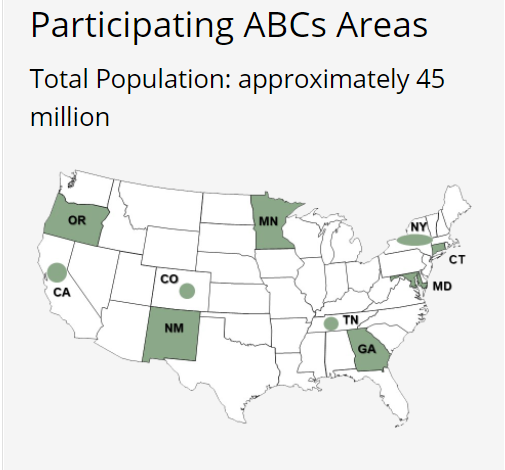 Participating ABCs Areas
Total Population: approximately 45
million
OR
MN
NY
CT
CO
CA
MD
NM
TN
GA